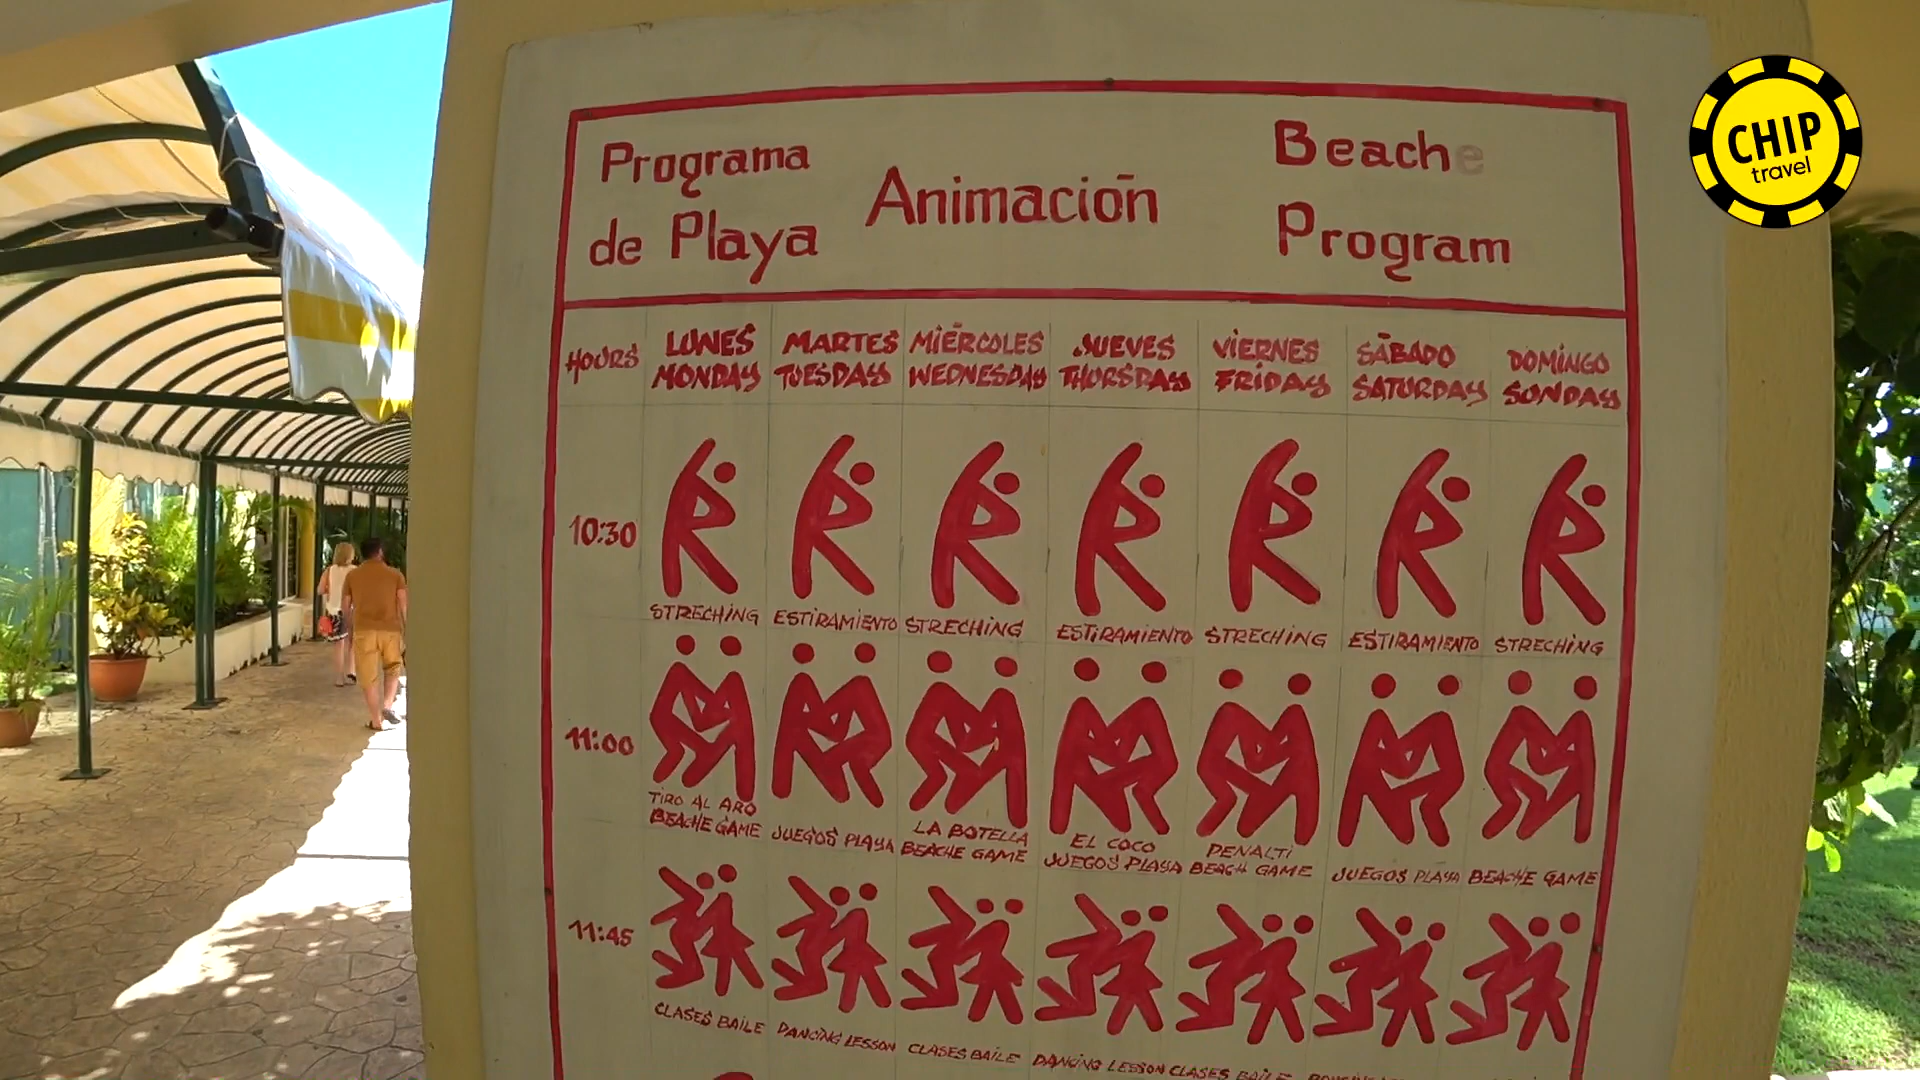 CHIP
travel
Programa
de Playa
Animación
Beache
Program
HOURS
LUNES
MONDAY
MARTES
TUESDAY
MIÉRCOLES
WEDNESDAY
JUEVES
THURSDAY
VIERNES
FRIDAY
SÁBADO
SATURDAY
DOMINGO
SUNDAY
10:30
STRECHING
ESTIRAMIENTO
STRECHING
ESTIRAMIENTO
STRECHING
ESTIRAMIENTO
STRECHING
11:00
TIRO AL ARO
BEACHE GAME
JUEGOS PLAYA
LA BOTELLA
BEACHE GAME
EL COCO
JUEGOS PLAYA
PENALTI
BEACH GAME
JUEGOS PLAYA
BEACHE GAME
11:45
CLASES BAILE
DANCING LESSON
CLASES BAILE
DANCING LESSON
CLASES BAILE